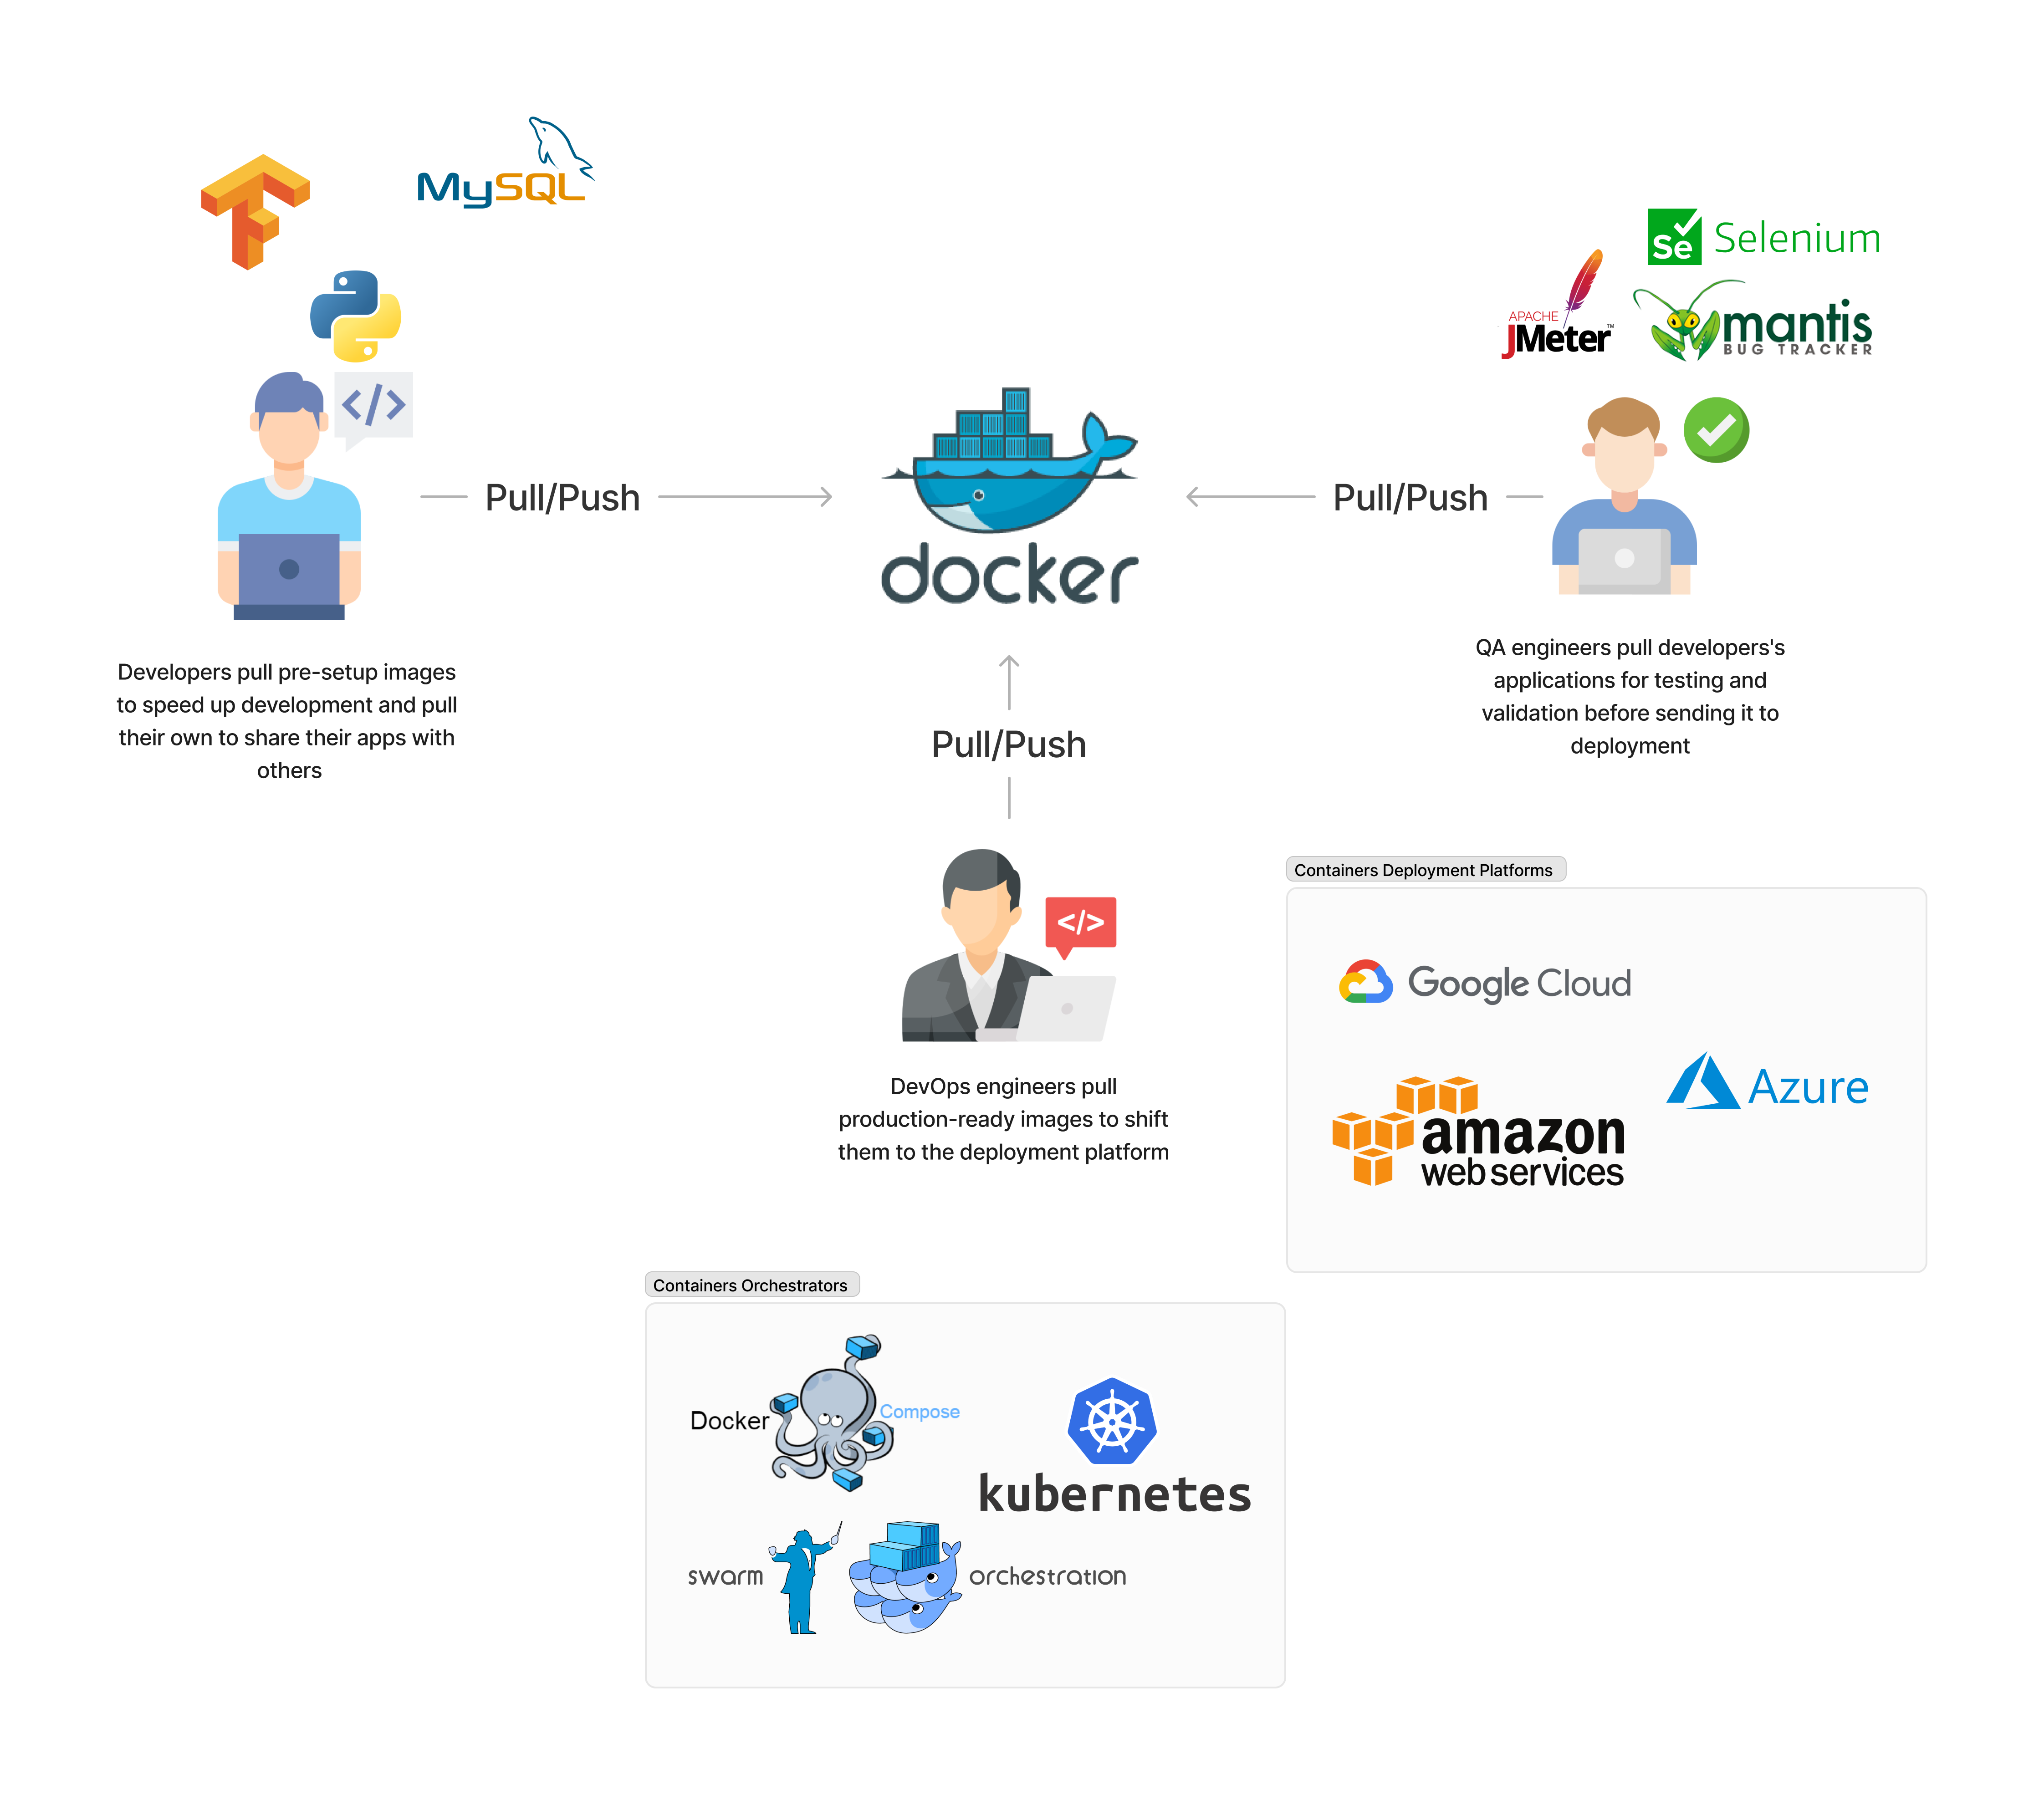 MySQL
Se Selenium
APACHE
JMeter™
mantis
BUG TRACKER
</>
Pull/Push
docker
Pull/Push
Developers pull pre-setup images
to speed up development and pull
their own to share their apps with
others
QA engineers pull developers's
applications for testing and
validation before sending it to
deployment
Pull/Push
</>
DevOps engineers pull
production-ready images to shift
them to the deployment platform
Containers Deployment Platforms
Google Cloud
Azure
amazon
web services
Containers Orchestrators
Docker Compose
kubernetes
swarm orchestration